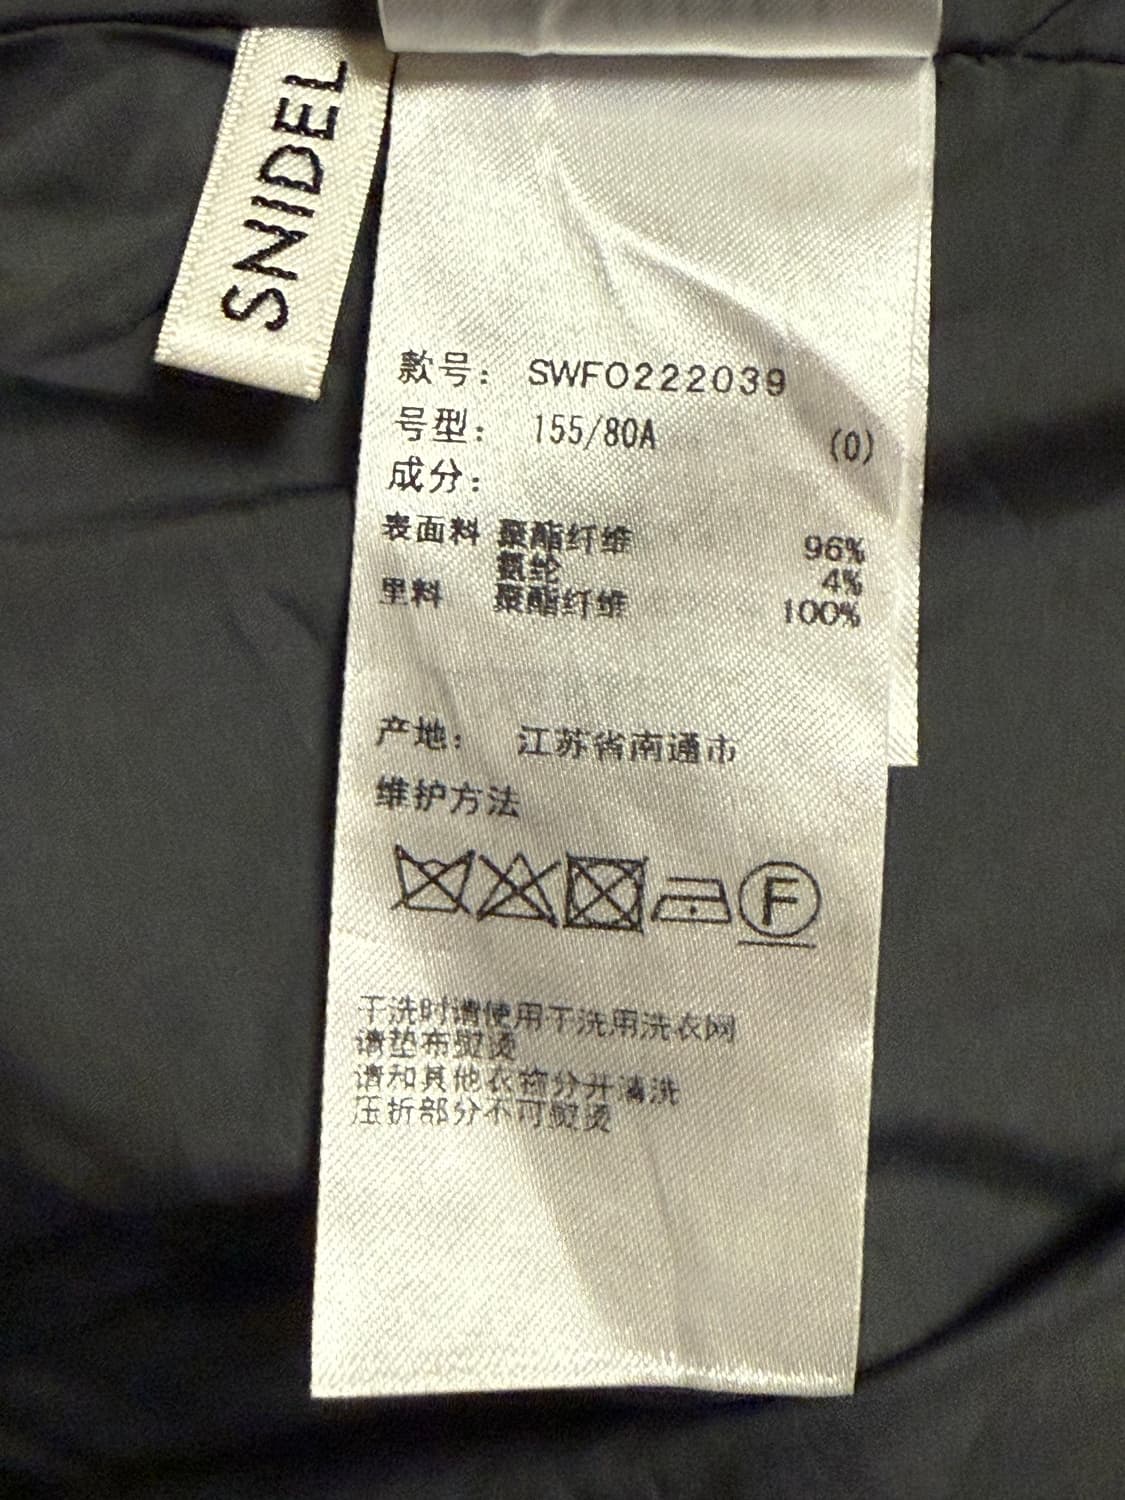 SNIDEL
款号： SWFO222039
号型： 155/80A (0)
成分：
表面料 聚酯纤维 96%
氨纶 4%
里料 聚酯纤维 100%
产地： 江苏省南通市
维护方法
F
干洗时请使用干洗用洗衣网
请垫布熨烫
请和其他衣物分开清洗
压折部分不可熨烫